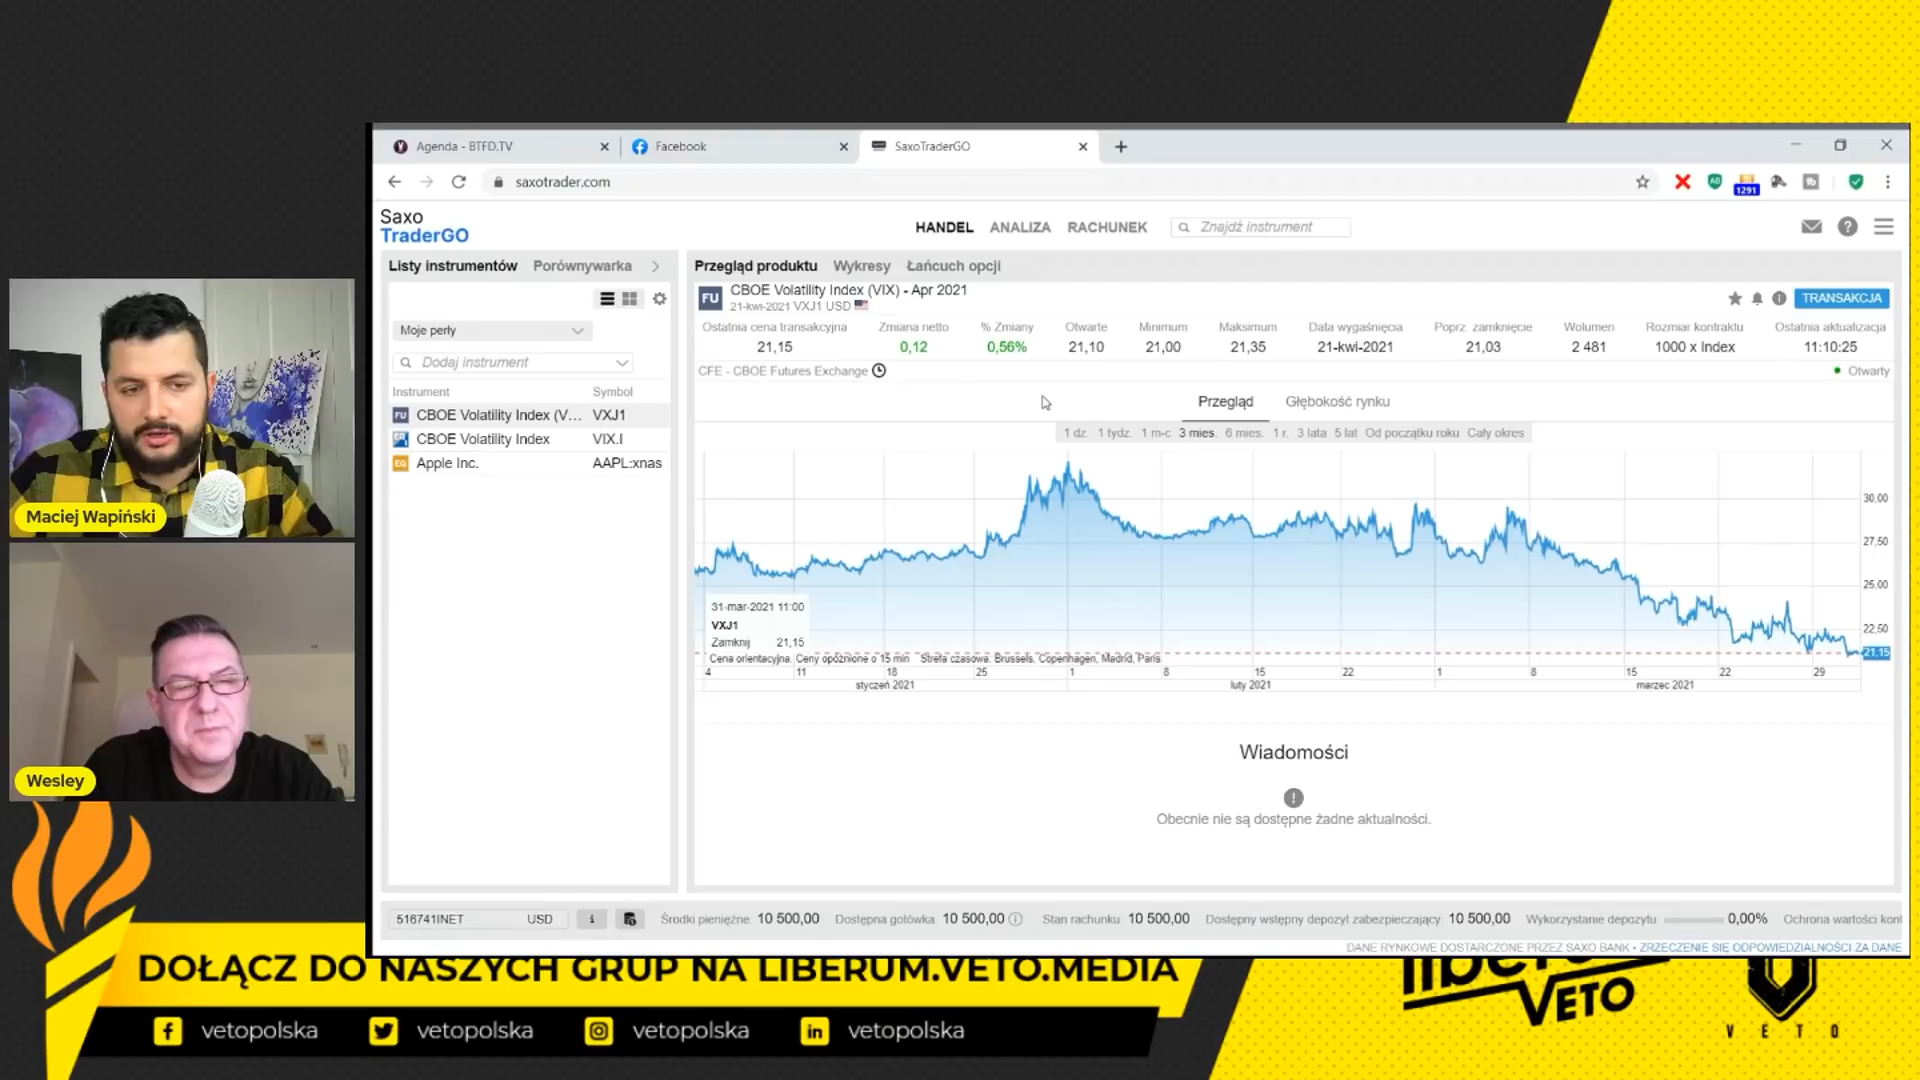 Agenda - BTFD.TV
Facebook
SaxoTraderGO
saxotrader.com
1291
Saxo
TraderGO
HANDEL ANALIZA RACHUNEK Znajdź instrument
Listy instrumentów Porównywarka
Moje perły
Dodaj instrument
Instrument Symbol
FU CBOE Volatility Index (V... VXJ1
CBOE Volatility Index VIX.I
EQ Apple Inc. AAPL:xnas
Przegląd produktu Wykresy Łańcuch opcji
FU CBOE Volatility Index (VIX) - Apr 2021
21-kwi-2021 VXJ1 USD
TRANSAKCJA
Ostatnia cena transakcyjna Zmiana netto % Zmiany Otwarte Minimum Maksimum Data wygaśnięcia Poprz. zamknięcie Wolumen Rozmiar kontraktu Ostatnia aktualizacja
21,15 0,12 0,56% 21,10 21,00 21,35 21-kwi-2021 21,03 2 481 1000 x Index 11:10:25
CFE - CBOE Futures Exchange Otwarty
Przegląd Głębokość rynku
1 dz. 1 tydz. 1 m-c 3 mies. 6 mies. 1 r. 3 lata 5 lat Od początku roku Cały okres
30,00
27,50
25,00
22,50
21,15
31-mar-2021 11:00
VXJ1
Zamknij 21,15
Cena orientacyjna. Ceny opóźnione o 15 min Strefa czasowa: Brussels, Copenhagen, Madrid, Paris
4 11 18 25 1 8 15 22 1 8 15 22 29
styczeń 2021 luty 2021 marzec 2021
Wiadomości
Obecnie nie są dostępne żadne aktualności.
516741INET USD
Środki pieniężne: 10 500,00 Dostępna gotówka: 10 500,00 Stan rachunku: 10 500,00 Dostępny wstępny depozyt zabezpieczający: 10 500,00 Wykorzystanie depozytu: 0,00% Ochrona wartości kont
DANE RYNKOWE DOSTARCZONE PRZEZ SAXO BANK • ZRZECZENIE SIĘ ODPOWIEDZIALNOŚCI ZA DANE
Maciej Wapiński
Wesley
DOŁĄCZ DO NASZYCH GRUP NA LIBERUM.VETO.MEDIA
vetopolska vetopolska vetopolska vetopolska
VETO
VETO